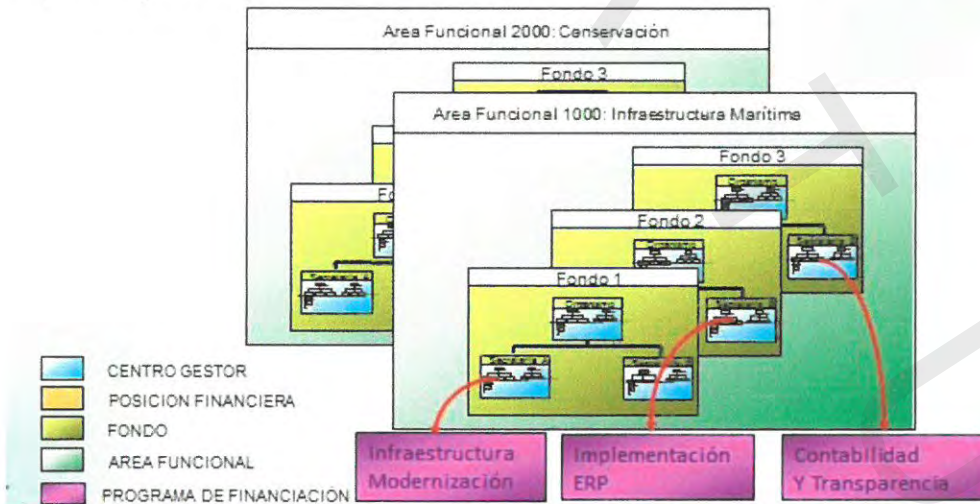 Area Funcional 2000: Conservación
Fondo 3
Area Funcional 1000: Infraestructura Marítima
Fondo 3
Fondo 2
Fondo 1
CENTRO GESTOR
POSICION FINANCIERA
FONDO
AREA FUNCIONAL
PROGRAMA DE FINANCIACIÓN
Infraestructura
Modernización
Implementación
ERP
Contabilidad
Y Transparencia